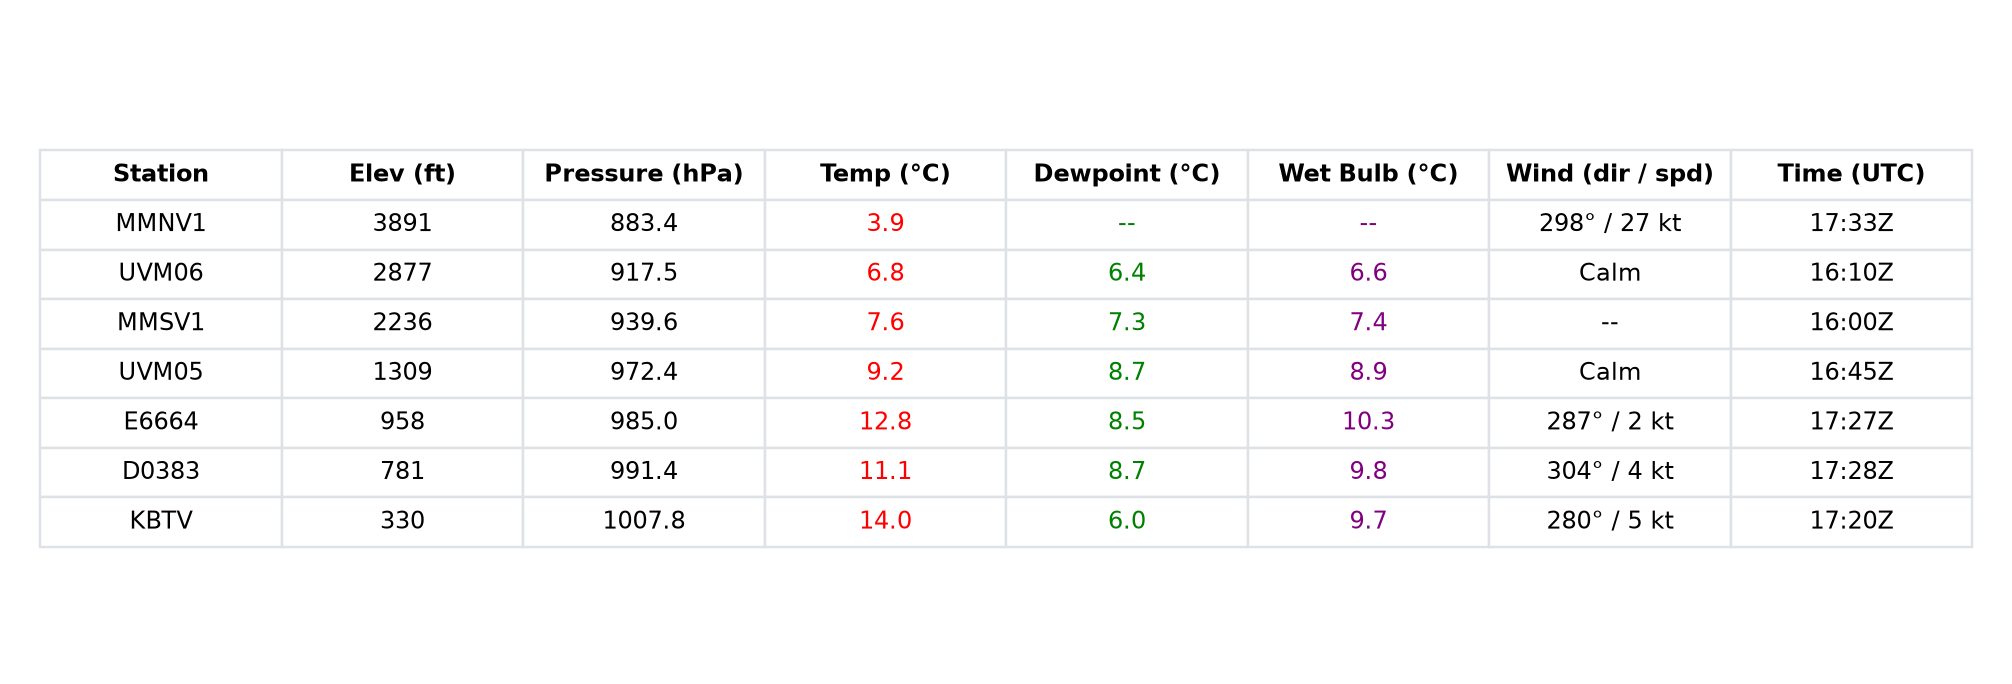 Station Elev (ft) Pressure (hPa) Temp (°C) Dewpoint (°C) Wet Bulb (°C) Wind (dir / spd) Time (UTC)
MMNV1 3891 883.4 3.9 -- -- 298° / 27 kt 17:33Z
UVM06 2877 917.5 6.8 6.4 6.6 Calm 16:10Z
MMSV1 2236 939.6 7.6 7.3 7.4 -- 16:00Z
UVM05 1309 972.4 9.2 8.7 8.9 Calm 16:45Z
E6664 958 985.0 12.8 8.5 10.3 287° / 2 kt 17:27Z
D0383 781 991.4 11.1 8.7 9.8 304° / 4 kt 17:28Z
KBTV 330 1007.8 14.0 6.0 9.7 280° / 5 kt 17:20Z